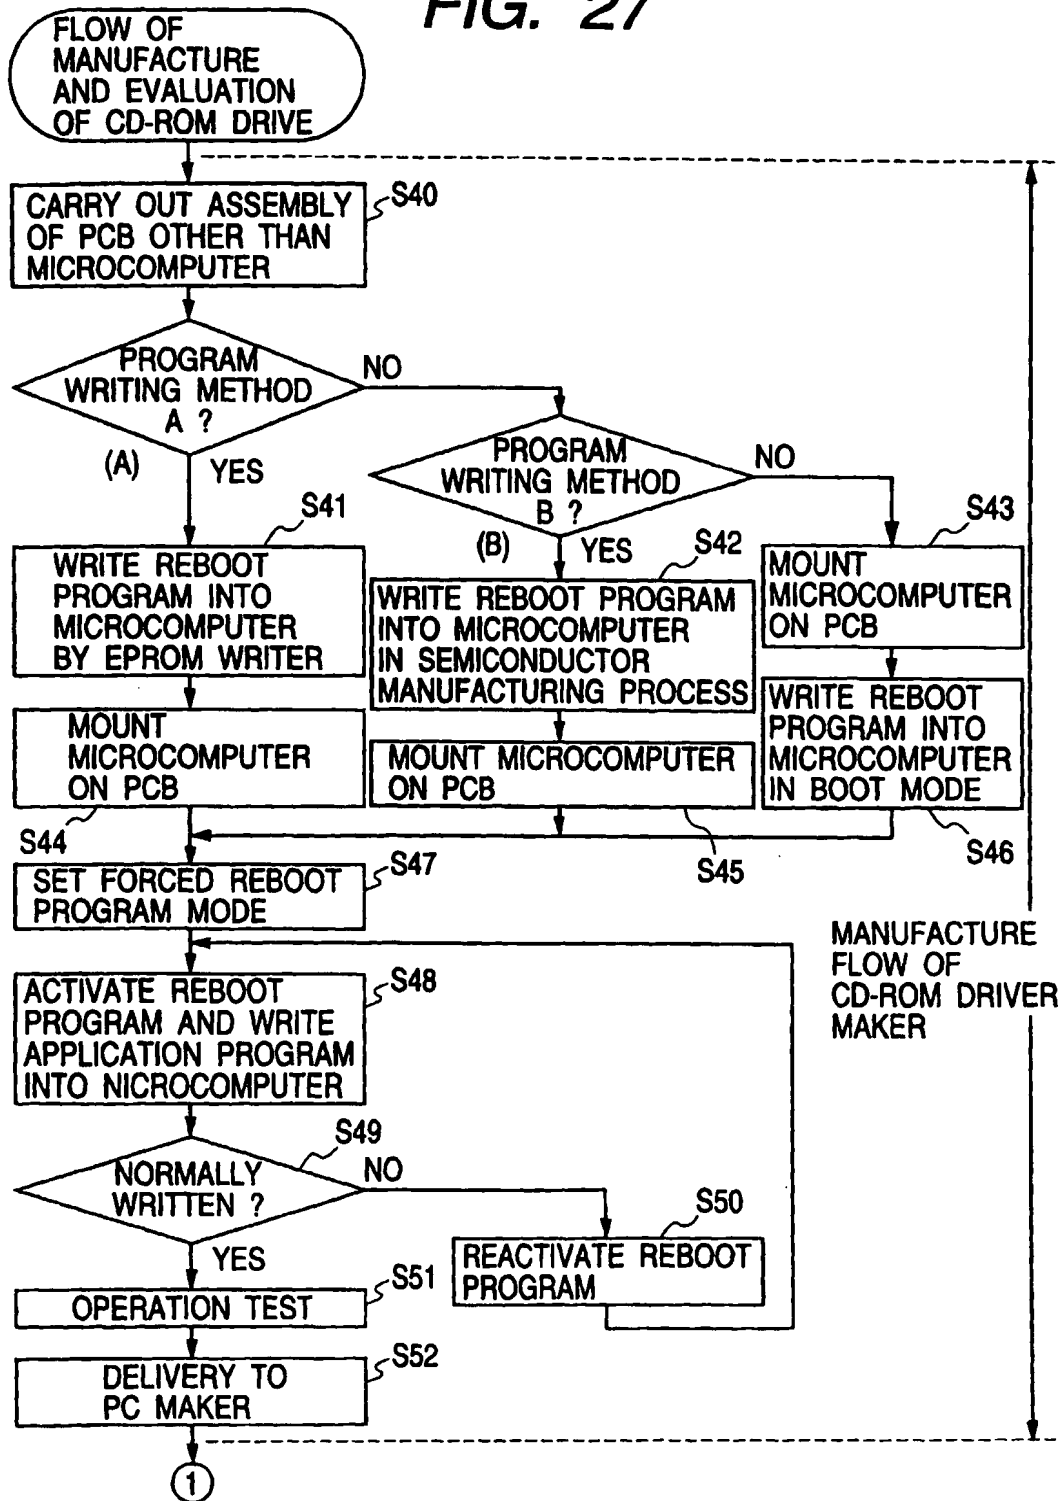 FIG. 27
FLOW OF
MANUFACTURE
AND EVALUATION
OF CD-ROM DRIVE
S40
CARRY OUT ASSEMBLY
OF PCB OTHER THAN
MICROCOMPUTER
PROGRAM
WRITING METHOD
A ?
NO
(A)
YES
PROGRAM
WRITING METHOD
B ?
NO
(B)
YES
S41
WRITE REBOOT
PROGRAM INTO
MICROCOMPUTER
BY EPROM WRITER
S42
WRITE REBOOT PROGRAM
INTO MICROCOMPUTER
IN SEMICONDUCTOR
MANUFACTURING PROCESS
S43
MOUNT
MICROCOMPUTER
ON PCB
MOUNT
MICROCOMPUTER
ON PCB
S44
MOUNT MICROCOMPUTER
ON PCB
S45
WRITE REBOOT
PROGRAM INTO
MICROCOMPUTER
IN BOOT MODE
S46
S47
SET FORCED REBOOT
PROGRAM MODE
MANUFACTURE
FLOW OF
CD-ROM DRIVER
MAKER
S48
ACTIVATE REBOOT
PROGRAM AND WRITE
APPLICATION PROGRAM
INTO NICROCOMPUTER
S49
NORMALLY
WRITTEN ?
NO
YES
S50
REACTIVATE REBOOT
PROGRAM
S51
OPERATION TEST
S52
DELIVERY TO
PC MAKER
1